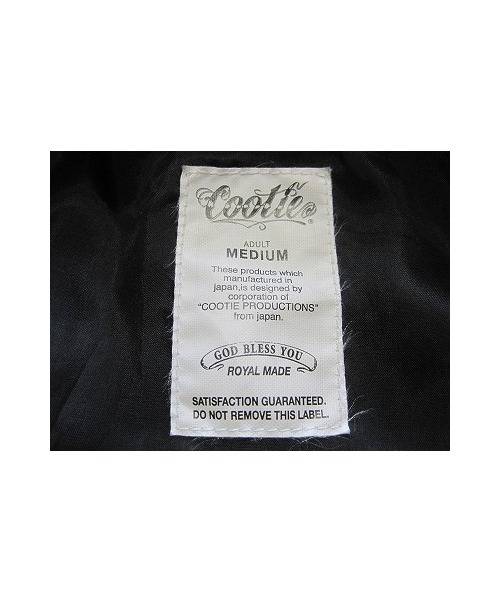 Cootie®
ADULT
MEDIUM
These products which
manufactured in
japan,is designed by
corporation of
"COOTIE PRODUCTIONS"
from japan.
GOD BLESS YOU
ROYAL MADE
SATISFACTION GUARANTEED.
DO NOT REMOVE THIS LABEL.